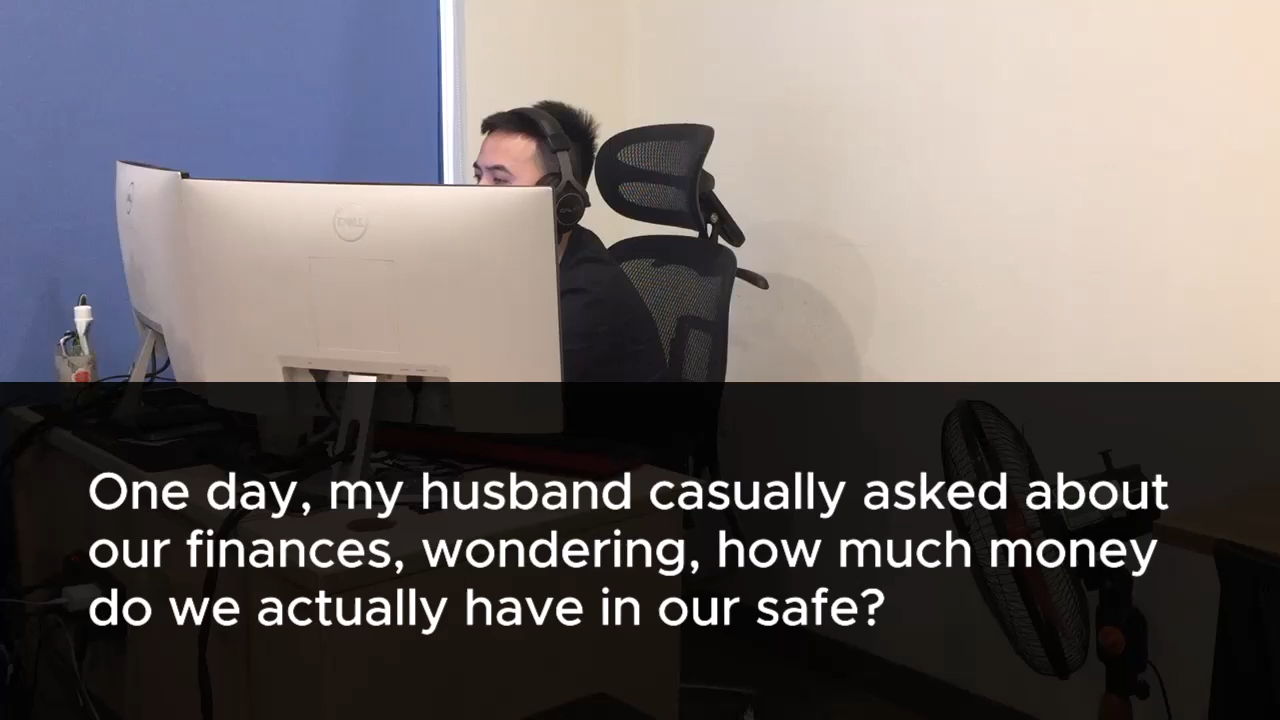 DELL
One day, my husband casually asked about
our finances, wondering, how much money
do we actually have in our safe?